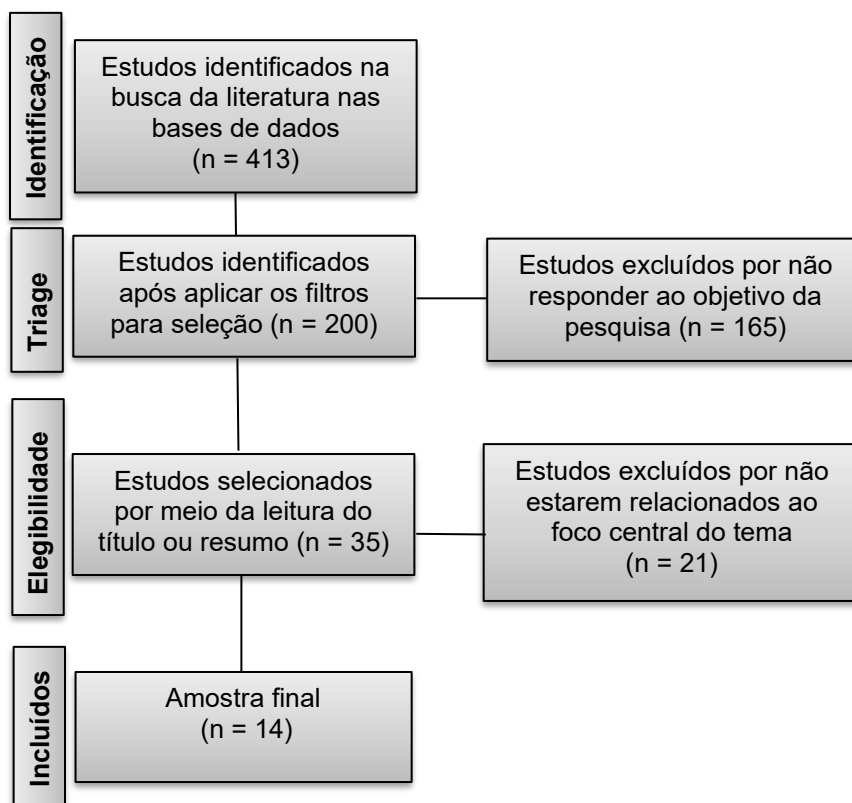 Identificação
Estudos identificados na
busca da literatura nas
bases de dados
(n = 413)
Triage
Estudos identificados
após aplicar os filtros
para seleção (n = 200)
Estudos excluídos por não
responder ao objetivo da
pesquisa (n = 165)
Elegibilidade
Estudos selecionados
por meio da leitura do
título ou resumo (n = 35)
Estudos excluídos por não
estarem relacionados ao
foco central do tema
(n = 21)
Incluídos
Amostra final
(n = 14)